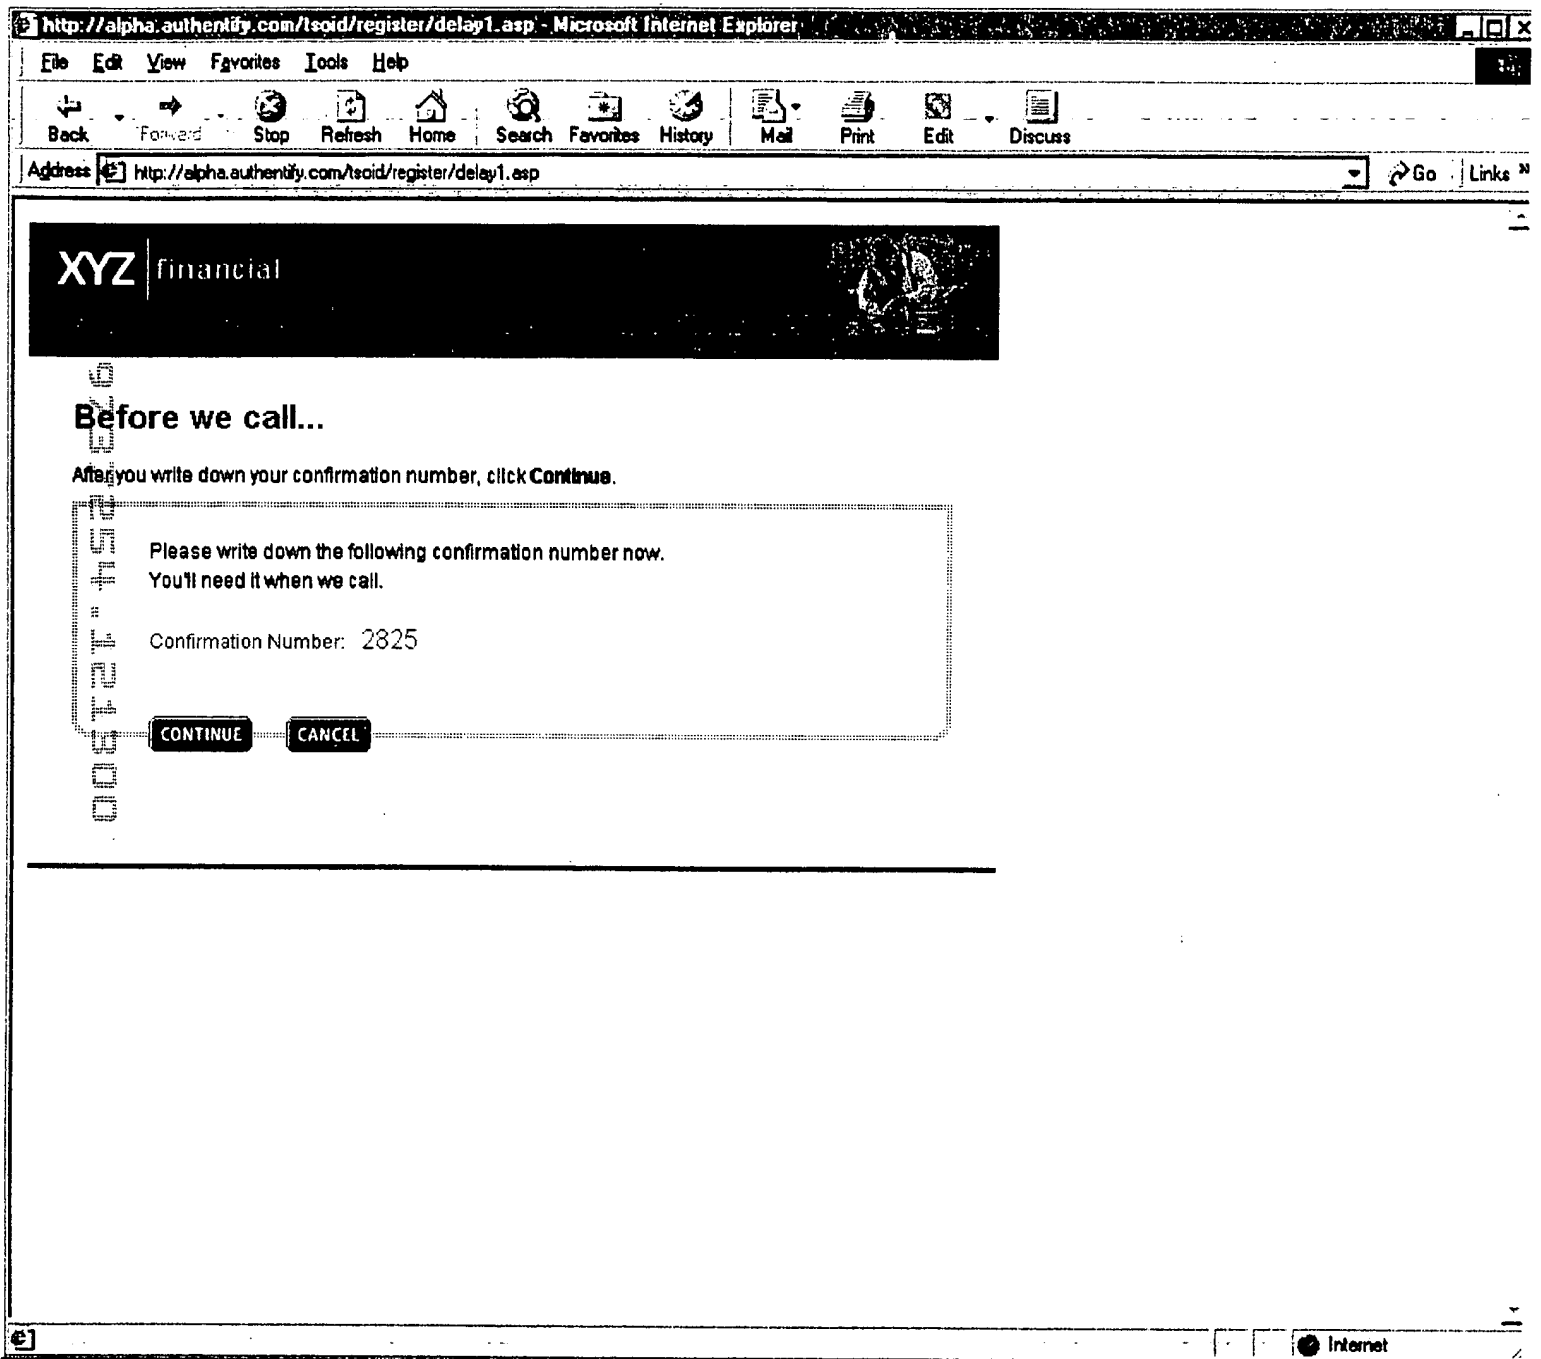 http://alpha.authentify.com/tsoid/register/delay1.asp - Microsoft Internet Explorer
File Edit View Favorites Tools Help
Back Forward Stop Refresh Home Search Favorites History Mail Print Edit Discuss
Address http://alpha.authentify.com/tsoid/register/delay1.asp Go Links »
XYZ financial
Before we call...
After you write down your confirmation number, click Continue.
Please write down the following confirmation number now.
You'll need it when we call.
Confirmation Number: 2825
CONTINUE CANCEL
Internet